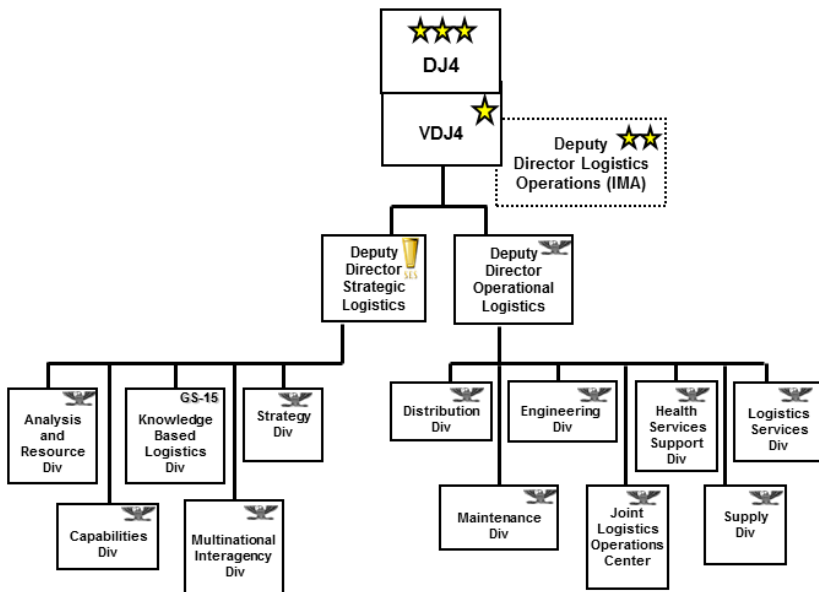 DJ4
VDJ4
Deputy
Director Logistics
Operations (IMA)
Deputy
Director
Strategic
Logistics
SES
Deputy
Director
Operational
Logistics
Analysis
and
Resource
Div
GS-15
Knowledge
Based
Logistics
Div
Strategy
Div
Distribution
Div
Engineering
Div
Health
Services
Support
Div
Logistics
Services
Div
Capabilities
Div
Multinational
Interagency
Div
Maintenance
Div
Joint
Logistics
Operations
Center
Supply
Div